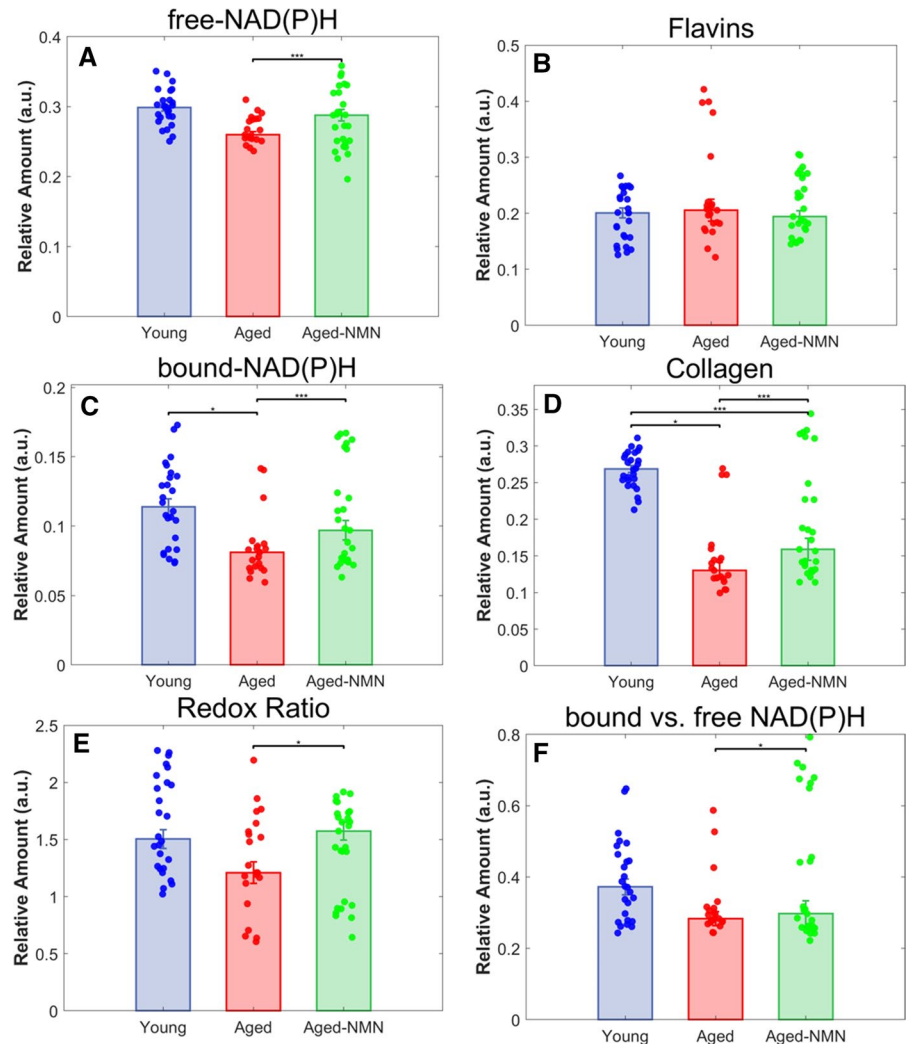 free-NAD(P)H
A
***
Relative Amount (a.u.)
0.4
0.3
0.2
0.1
0
Young Aged Aged-NMN
Flavins
B
Relative Amount (a.u.)
0.5
0.4
0.3
0.2
0.1
0
Young Aged Aged-NMN
bound-NAD(P)H
C
***
*
Relative Amount (a.u.)
0.2
0.15
0.1
0.05
0
Young Aged Aged-NMN
Collagen
D
***
***
*
Relative Amount (a.u.)
0.35
0.3
0.25
0.2
0.15
0.1
0.05
0
Young Aged Aged-NMN
Redox Ratio
E
*
Relative Amount (a.u.)
2.5
2
1.5
1
0.5
0
Young Aged Aged-NMN
bound vs. free NAD(P)H
F
*
Relative Amount (a.u.)
0.8
0.6
0.4
0.2
0
Young Aged Aged-NMN